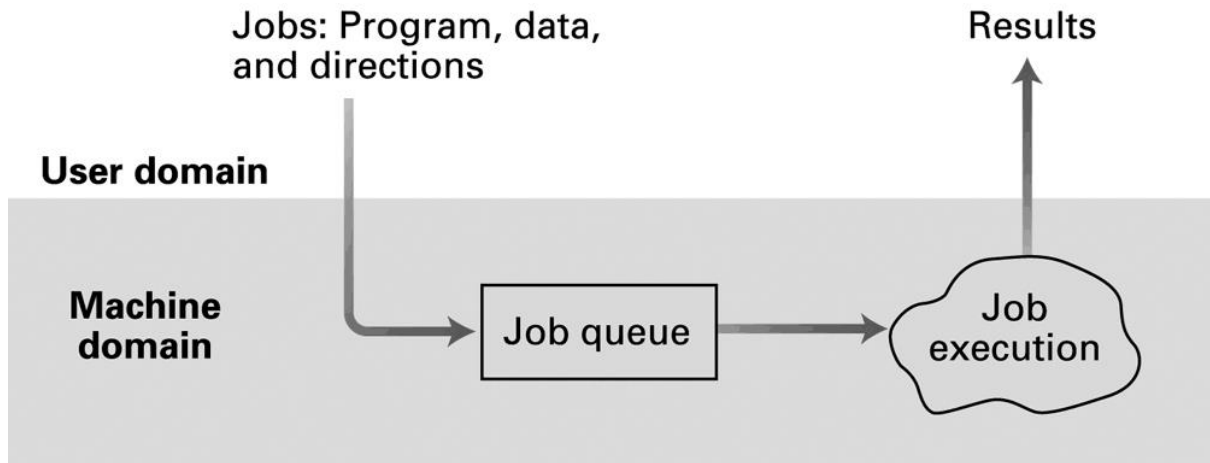 Jobs: Program, data,
and directions
Results
User domain
Machine
domain
Job queue
Job
execution